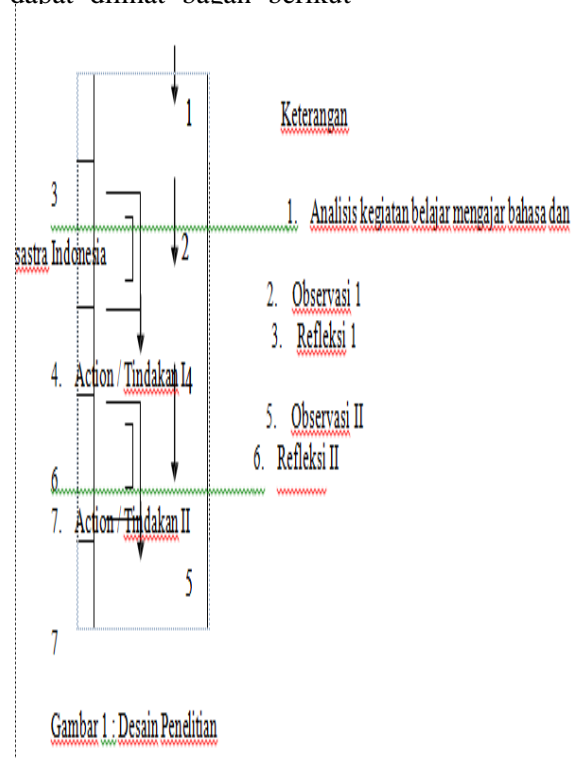 dapat dilihat bagan berikut
1
Keterangan
3
1. Analisis kegiatan belajar mengajar bahasa dan
sastra Indonesia
2
2. Observasi 1
3. Refleksi 1
4. Action / Tindakan I
4
5. Observasi II
6. Refleksi II
6
7. Action / Tindakan II
5
7
Gambar 1 : Desain Penelitian